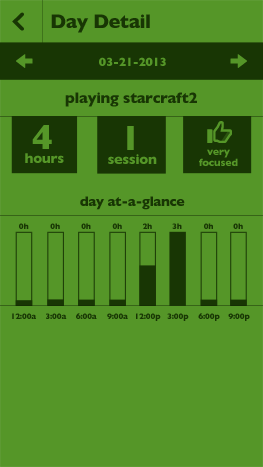 Day Detail
03-21-2013
playing starcraft2
4 1
hours session very
focused
day at-a-glance
0h 0h 0h 0h 2h 3h 0h 0h
12:00a 3:00a 6:00a 9:00a 12:00p 3:00p 6:00p 9:00p